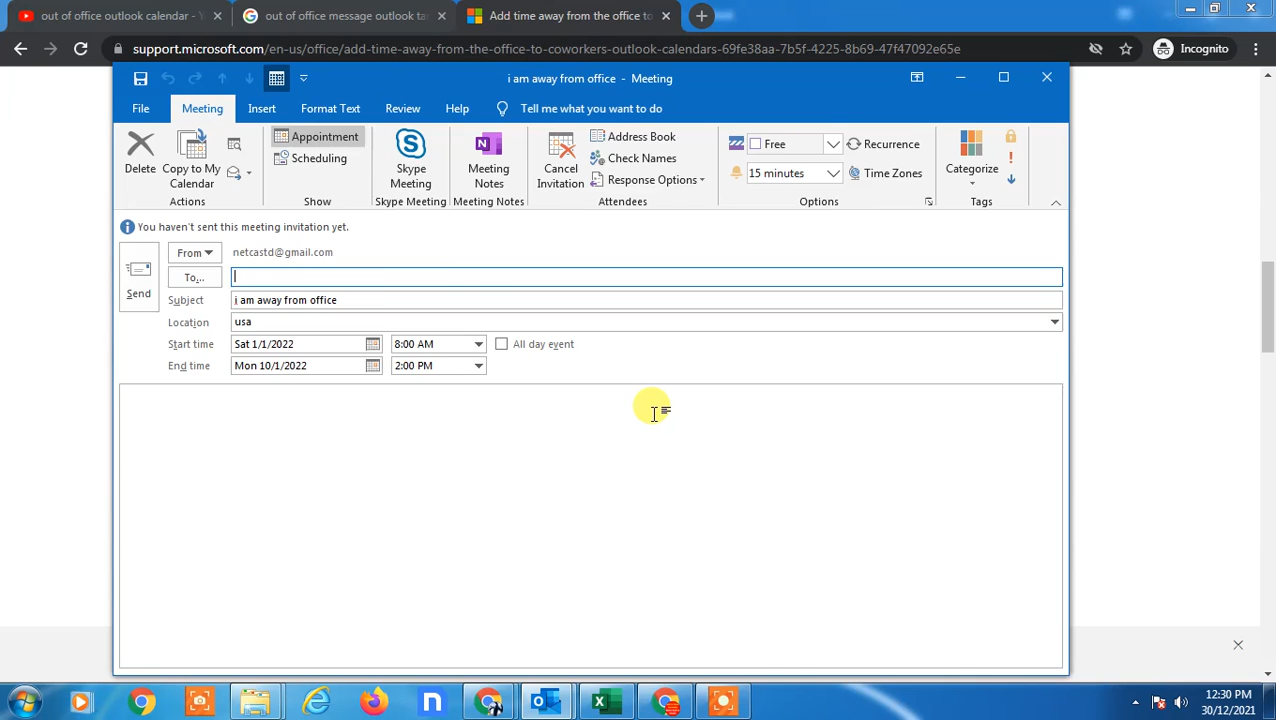 out of office outlook calendar -
out of office message outlook ta
Add time away from the office to
support.microsoft.com/en-us/office/add-time-away-from-the-office-to-coworkers-outlook-calendars-69fe38aa-7b5f-4225-8b69-47f47092e65e
Incognito
i am away from office - Meeting
File
Meeting
Insert
Format Text
Review
Help
Tell me what you want to do
Delete
Copy to My
Calendar
Actions
Appointment
Scheduling
Show
Skype
Meeting
Skype Meeting
Meeting
Notes
Meeting Notes
Cancel
Invitation
Address Book
Check Names
Response Options
Attendees
Free
Recurrence
15 minutes
Time Zones
Options
Categorize
Tags
You haven't sent this meeting invitation yet.
Send
From
netcastd@gmail.com
To...
Subject
i am away from office
Location
usa
Start time
Sat 1/1/2022
8:00 AM
All day event
End time
Mon 10/1/2022
2:00 PM
12:30 PM
30/12/2021